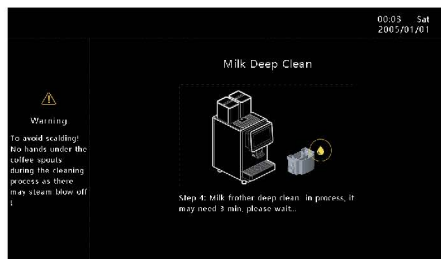 00:03 Sat
2005/01/01
Milk Deep Clean
Warning
To avoid scalding!
No hands under the
coffee spouts
during the cleaning
process as there
may steam blow off
!
Step 4: Milk frother deep clean in process, it
may need 3 min, please wait...